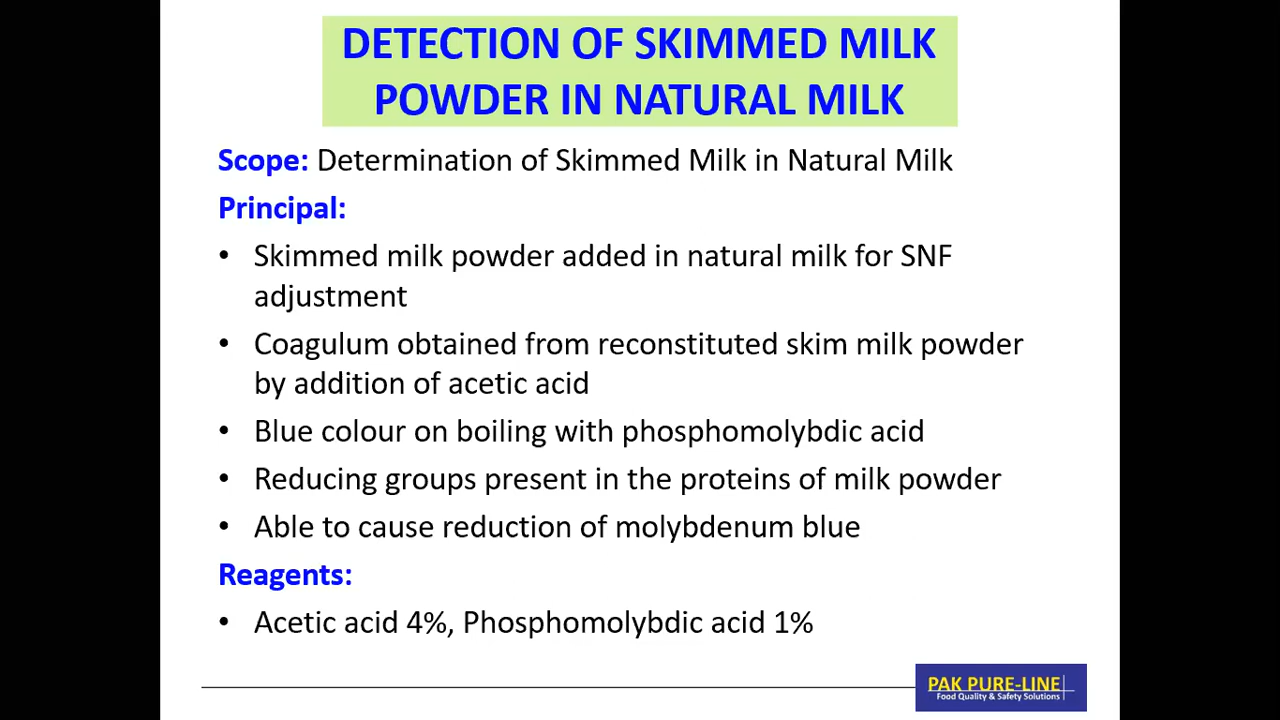 DETECTION OF SKIMMED MILK
POWDER IN NATURAL MILK
Scope: Determination of Skimmed Milk in Natural Milk
Principal:
• Skimmed milk powder added in natural milk for SNF
adjustment
• Coagulum obtained from reconstituted skim milk powder
by addition of acetic acid
• Blue colour on boiling with phosphomolybdic acid
• Reducing groups present in the proteins of milk powder
• Able to cause reduction of molybdenum blue
Reagents:
• Acetic acid 4%, Phosphomolybdic acid 1%
PAK PURE-LINE
Food Quality & Safety Solutions